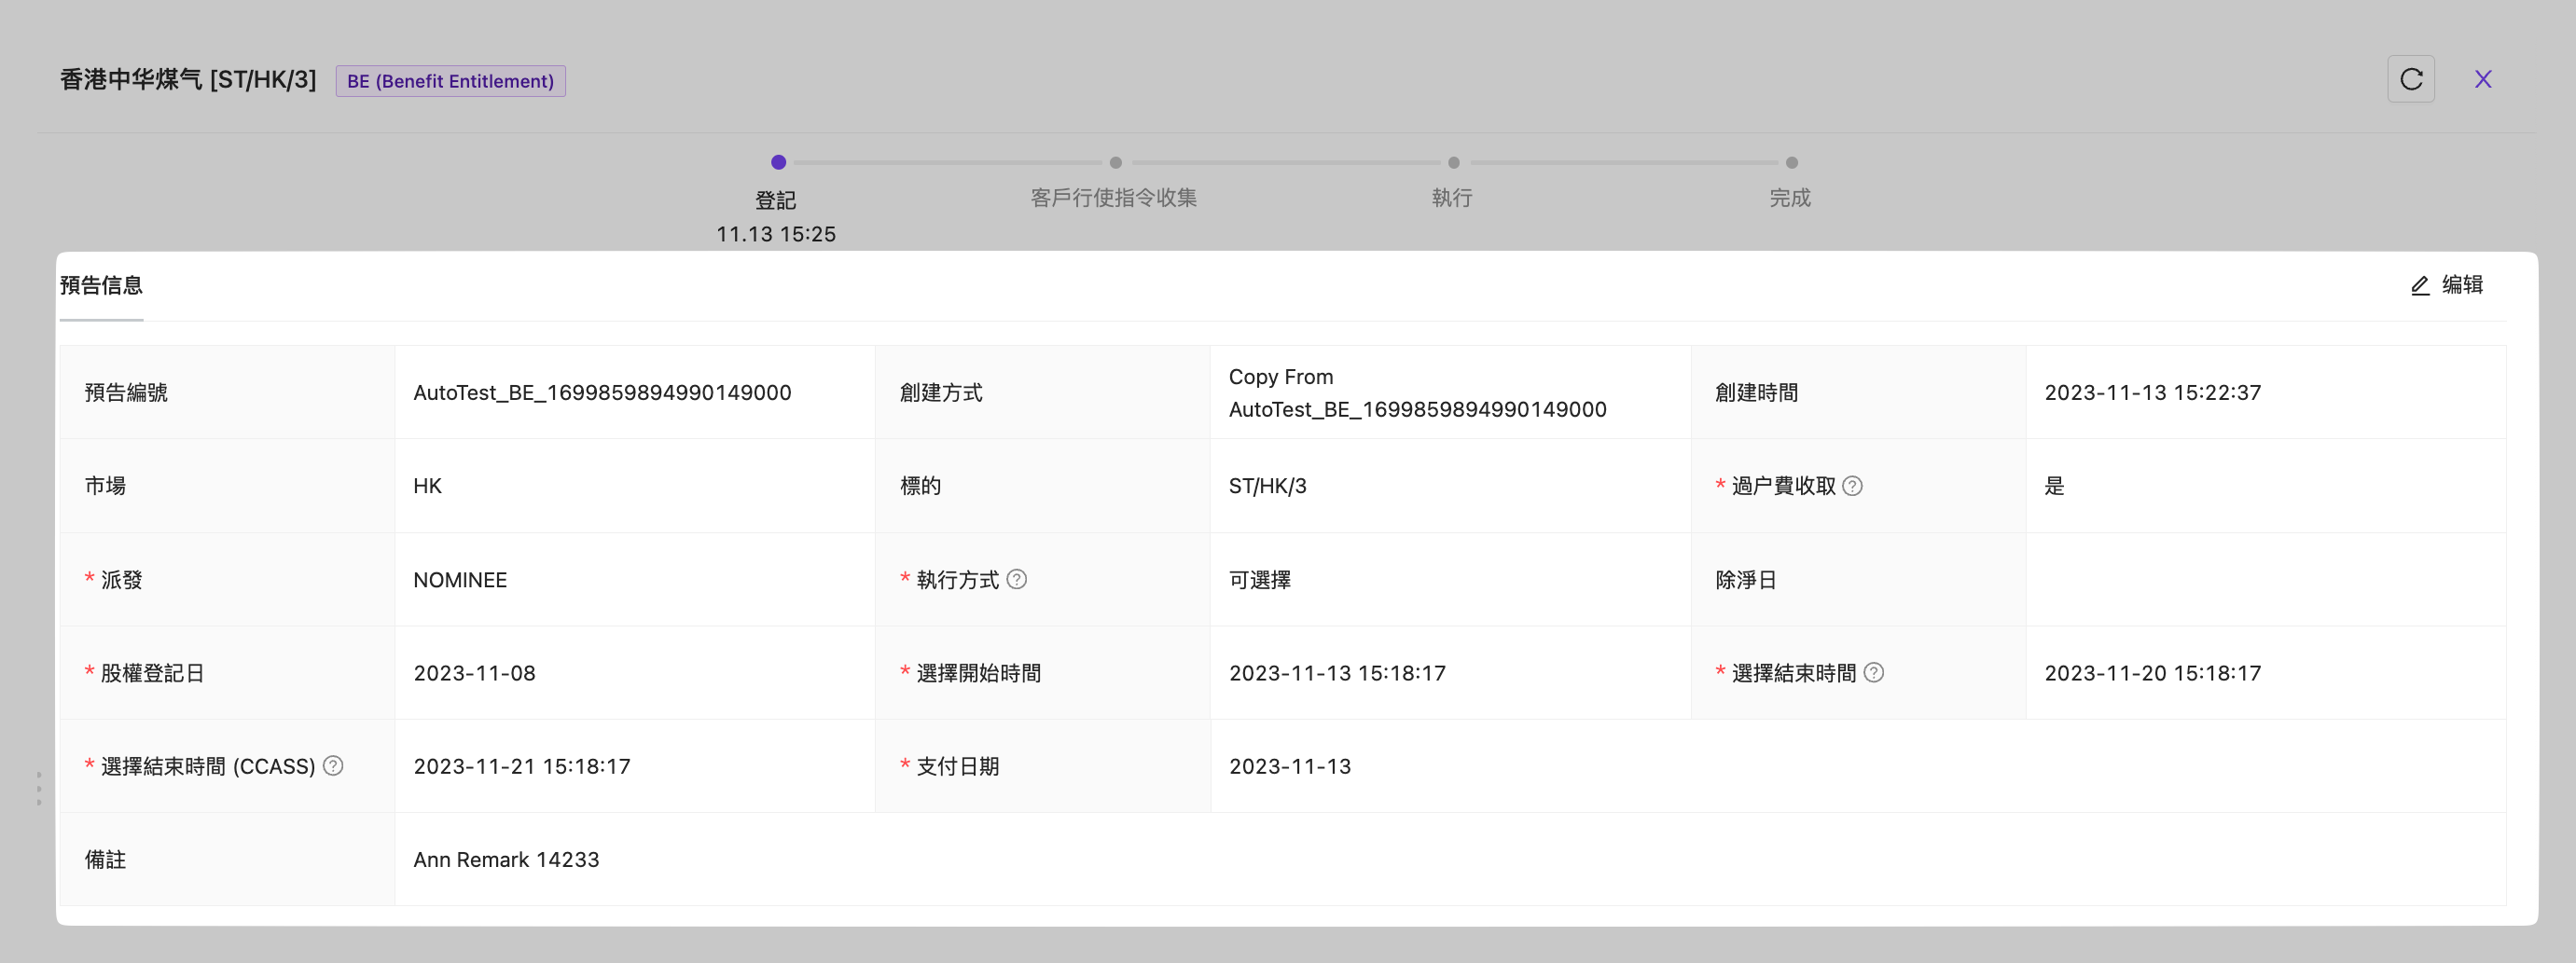 香港中华煤气 [ST/HK/3] BE (Benefit Entitlement)
登記 客戶行使指令收集 執行 完成
11.13 15:25
預告信息 编辑
預告編號 AutoTest_BE_1699859894990149000 創建方式 Copy From AutoTest_BE_1699859894990149000 創建時間 2023-11-13 15:22:37
市場 HK 標的 ST/HK/3 * 過户費收取 是
* 派發 NOMINEE * 執行方式 可選擇 除淨日
* 股權登記日 2023-11-08 * 選擇開始時間 2023-11-13 15:18:17 * 選擇結束時間 2023-11-20 15:18:17
* 選擇結束時間 (CCASS) 2023-11-21 15:18:17 * 支付日期 2023-11-13
備註 Ann Remark 14233